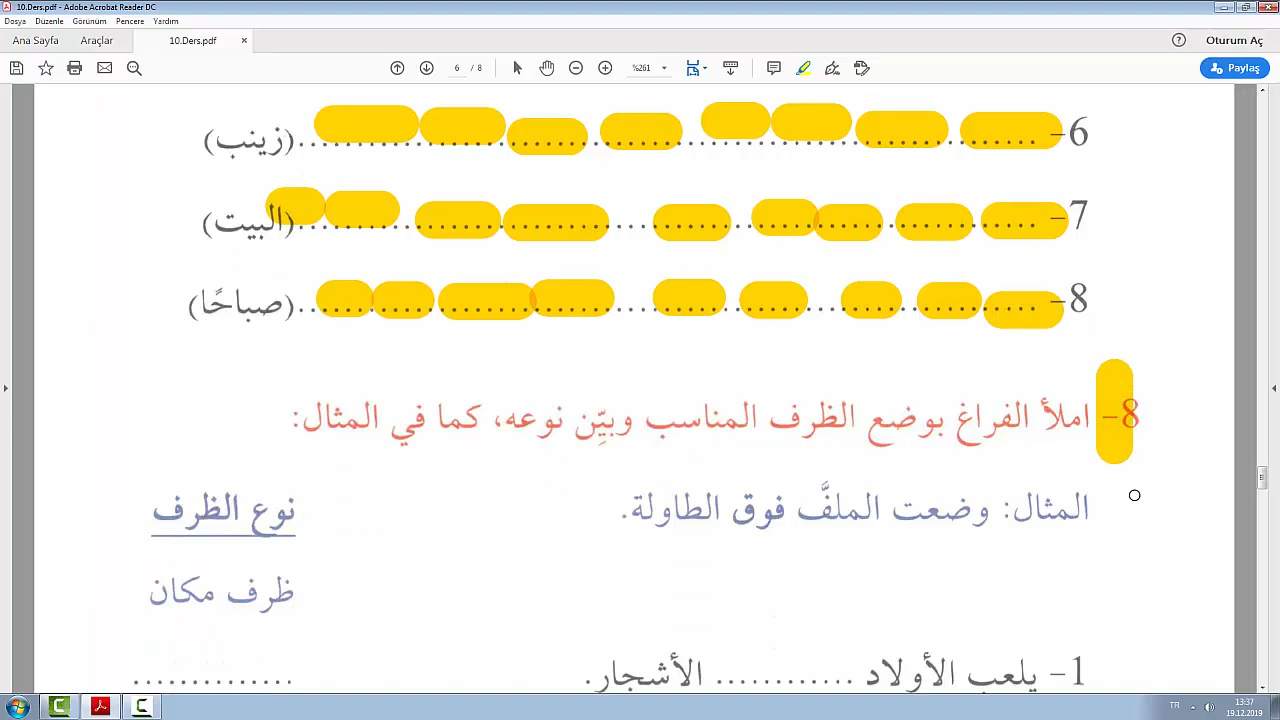 10.Ders.pdf - Adobe Acrobat Reader DC
Dosya Düzenle Görünüm Pencere Yardım
Ana Sayfa Araçlar 10.Ders.pdf × Oturum Aç
6 / 8 %261 Paylaş
6- ........................................ (زينب)
7- ........................................ (البيت)
8- ........................................ (صباحًا)
8- املأ الفراغ بوضع الظرف المناسب وبيِّن نوعه، كما في المثال:
المثال: وضعت الملفَّ فوق الطاولة. نوع الظرف
ظرف مكان
1- يلعب الأولاد ............ الأشجار. ..............
TR 13:37
19.12.2019